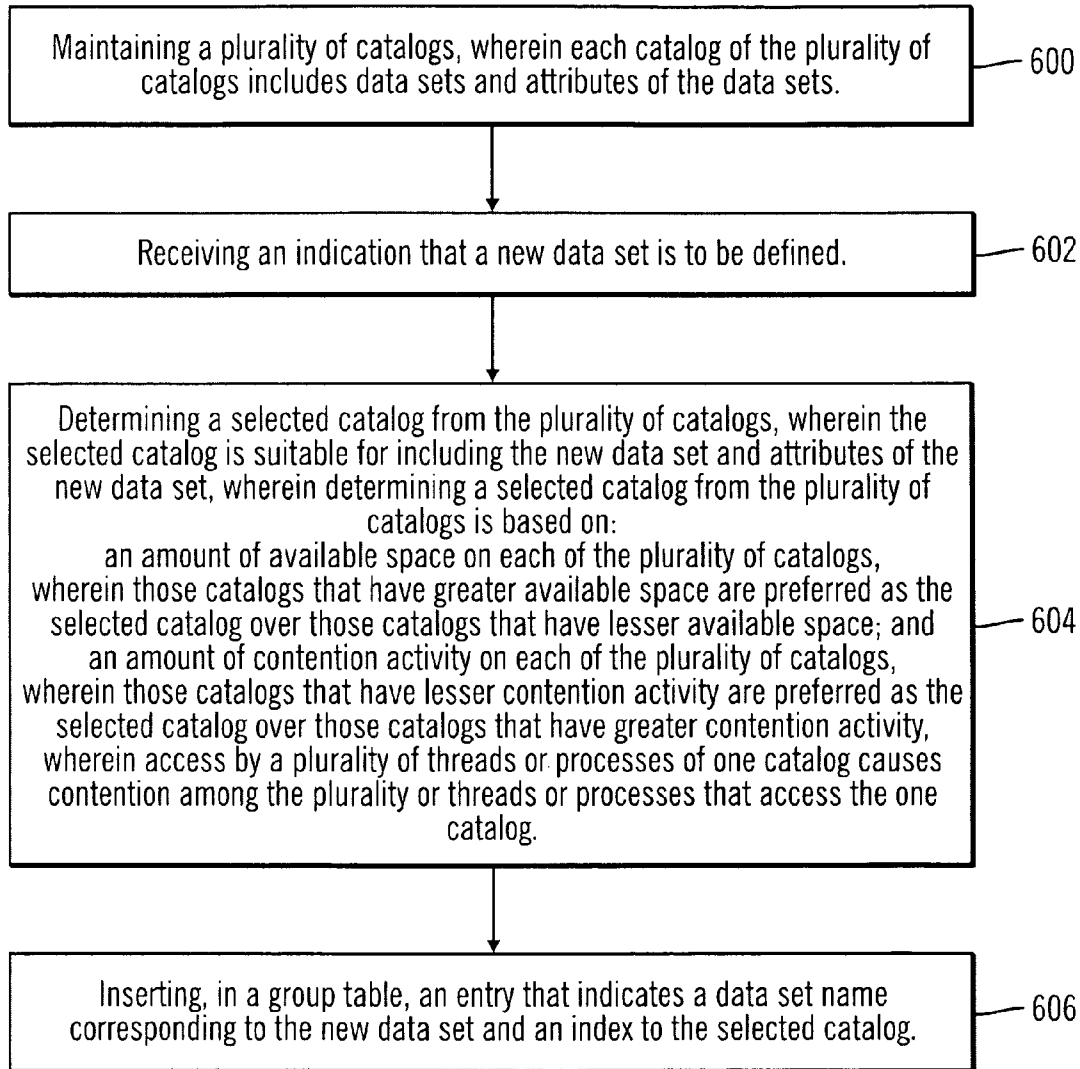 Maintaining a plurality of catalogs, wherein each catalog of the plurality of
catalogs includes data sets and attributes of the data sets.
600
Receiving an indication that a new data set is to be defined.
602
Determining a selected catalog from the plurality of catalogs, wherein the
selected catalog is suitable for including the new data set and attributes of the
new data set, wherein determining a selected catalog from the plurality of
catalogs is based on:
an amount of available space on each of the plurality of catalogs,
wherein those catalogs that have greater available space are preferred as the
selected catalog over those catalogs that have lesser available space; and
an amount of contention activity on each of the plurality of catalogs,
wherein those catalogs that have lesser contention activity are preferred as the
selected catalog over those catalogs that have greater contention activity,
wherein access by a plurality of threads or processes of one catalog causes
contention among the plurality or threads or processes that access the one
catalog.
604
Inserting, in a group table, an entry that indicates a data set name
corresponding to the new data set and an index to the selected catalog.
606